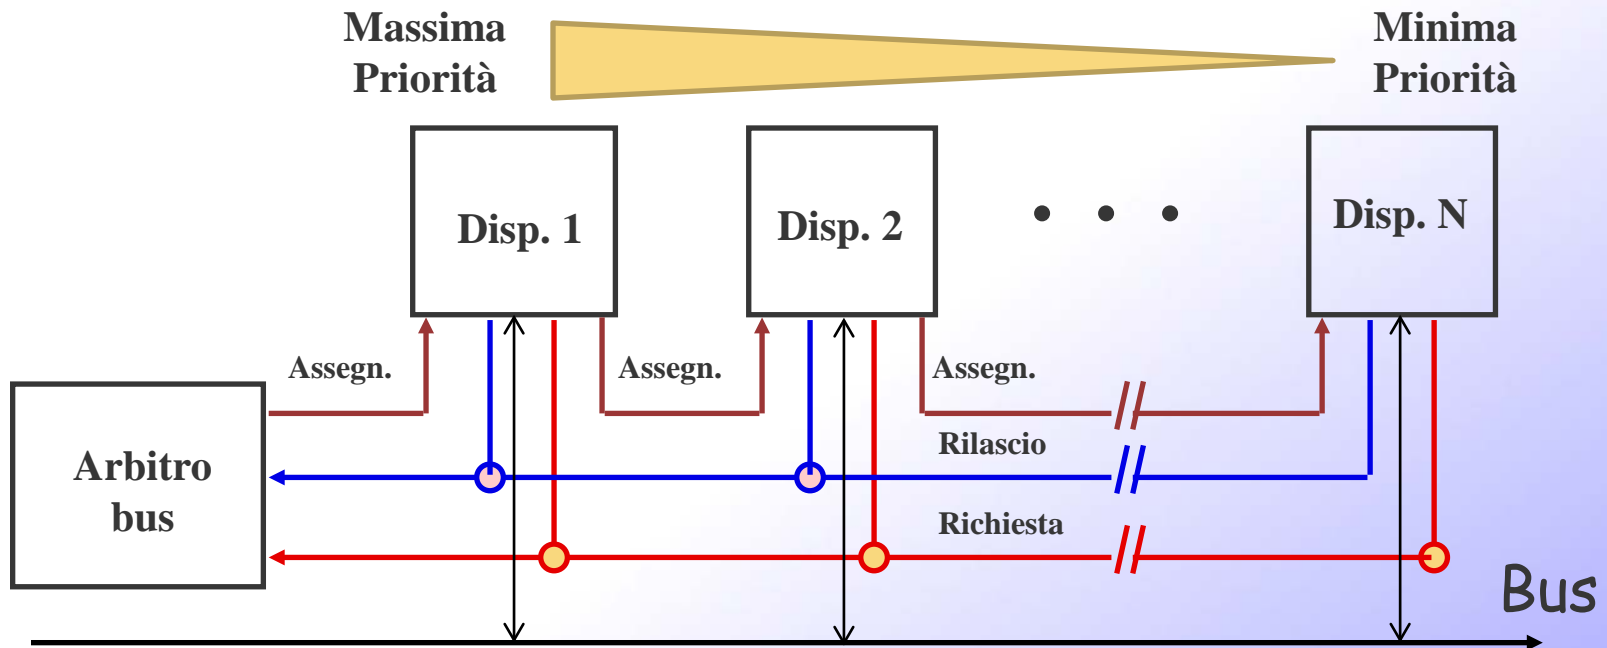 Massima
Priorità
Minima
Priorità
Disp. 1
Disp. 2
Disp. N
Assegn.
Assegn.
Assegn.
Arbitro
bus
Rilascio
Richiesta
Bus